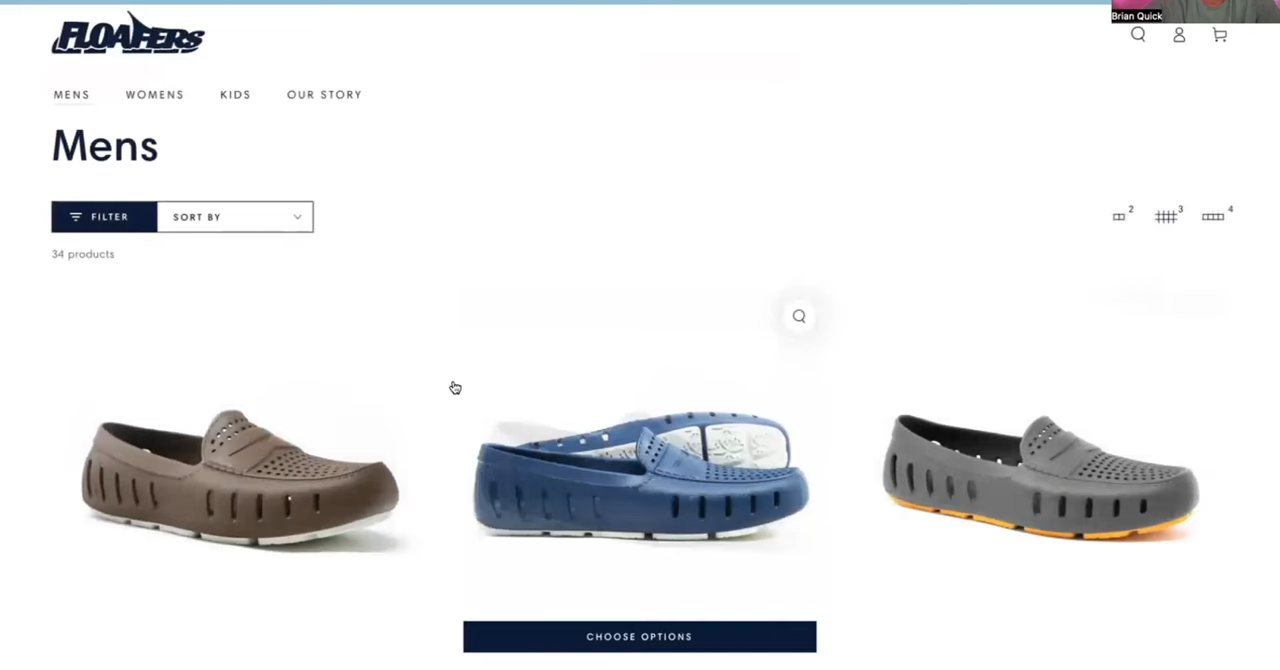 Brian Quick
FLOAFERS
MENS WOMENS KIDS OUR STORY
Mens
FILTER SORT BY
2 3 4
34 products
CHOOSE OPTIONS